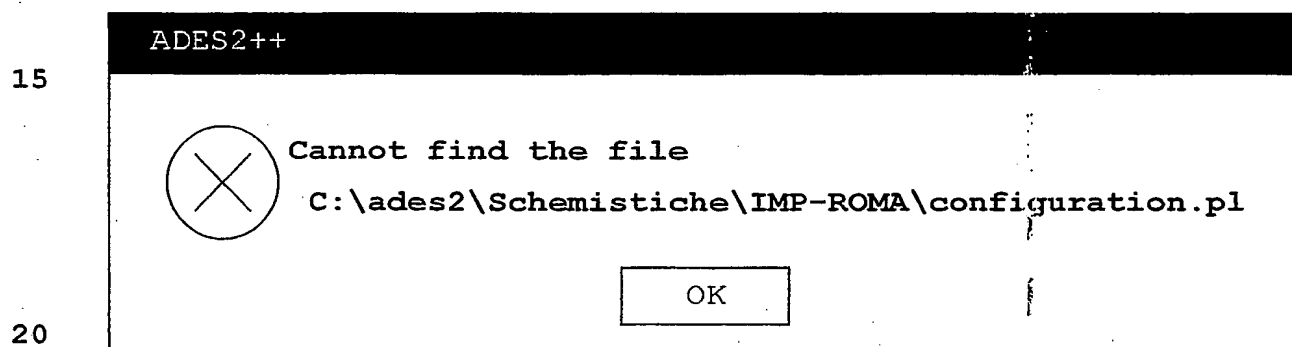 ADES2++
15
Cannot find the file
C:\ades2\Schemistiche\IMP-ROMA\configuration.pl
OK
20